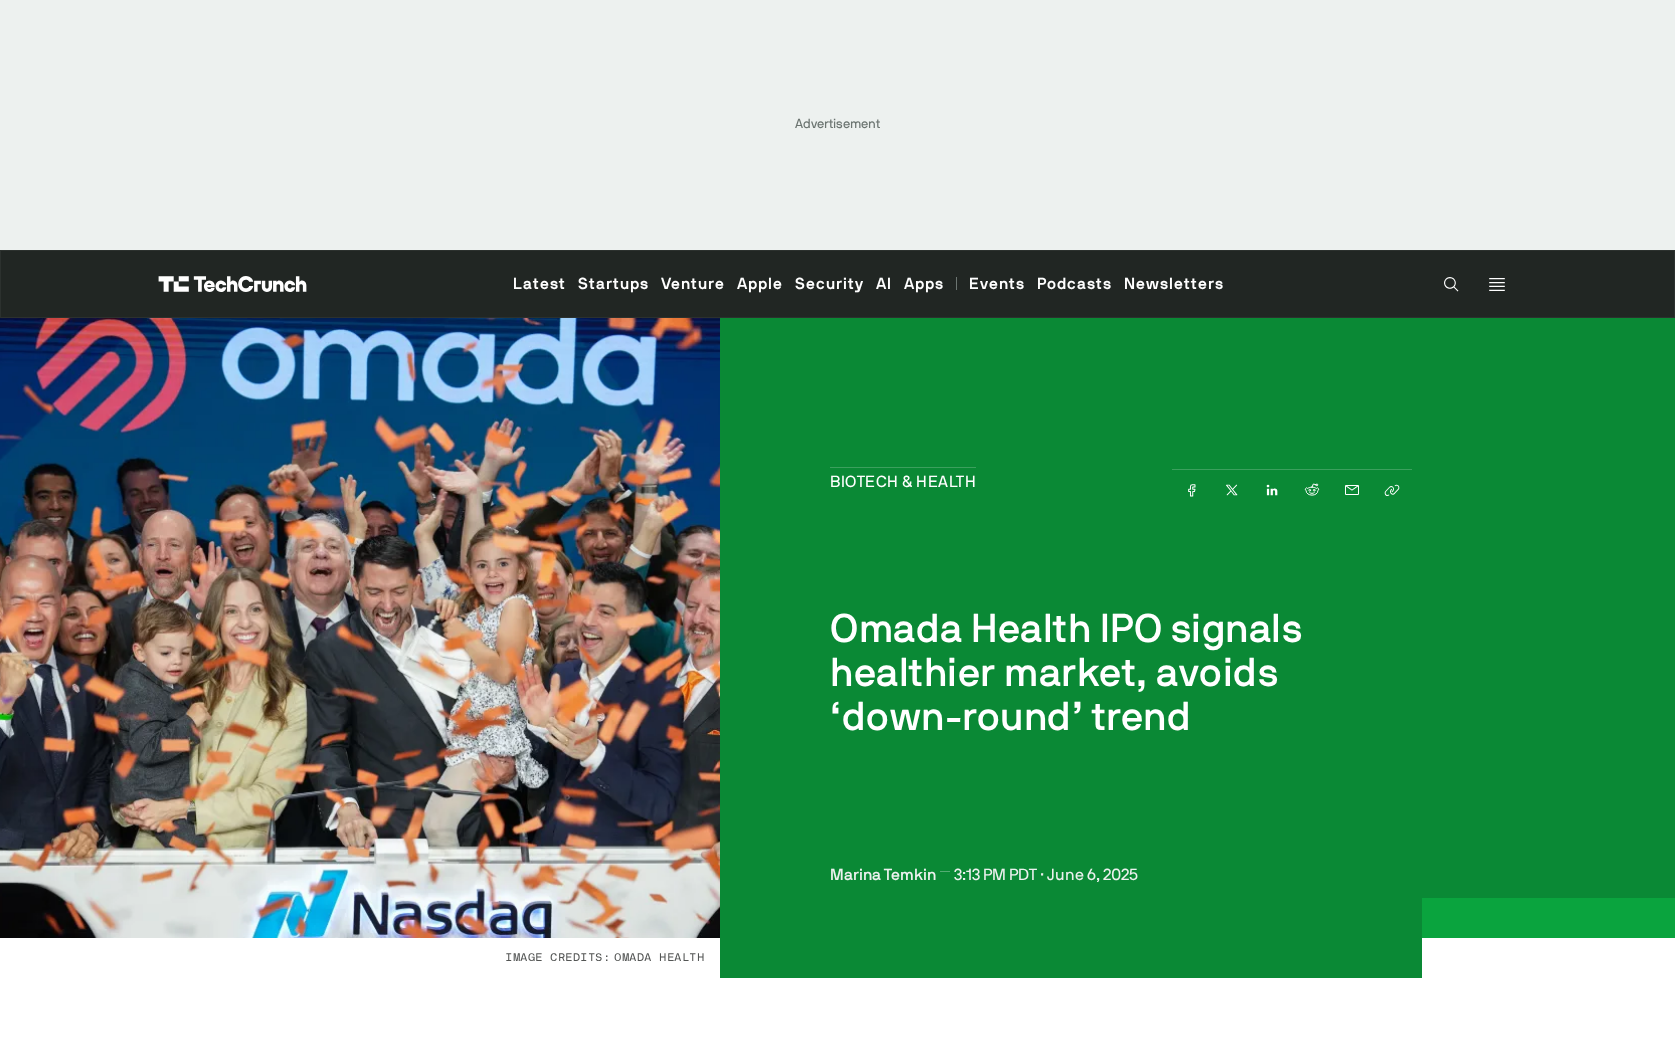 Advertisement
TechCrunch
Latest Startups Venture Apple Security AI Apps Events Podcasts Newsletters
omada
BIOTECH & HEALTH
Omada Health IPO signals
healthier market, avoids
‘down-round’ trend
Marina Temkin — 3:13 PM PDT · June 6, 2025
Nasdaq
IMAGE CREDITS: OMADA HEALTH